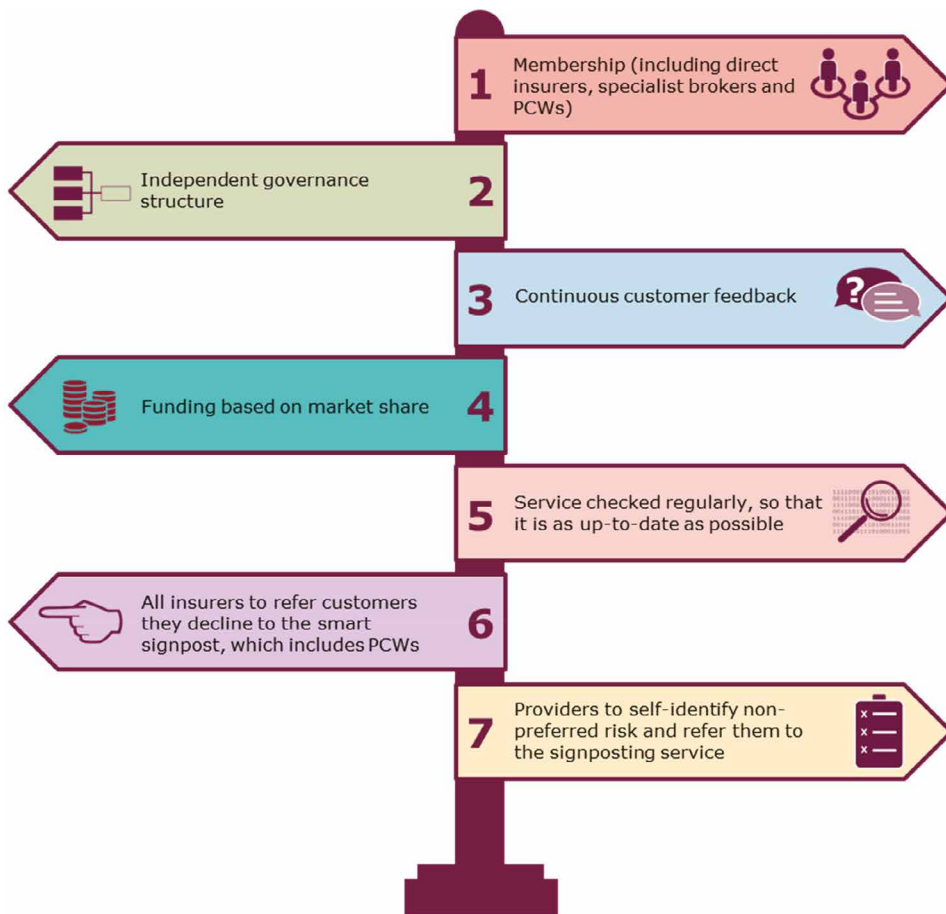 1
Membership (including direct
insurers, specialist brokers and
PCWs)
Independent governance
structure
2
3
Continuous customer feedback
?
Funding based on market share
4
5
Service checked regularly, so that
it is as up-to-date as possible
All insurers to refer customers
they decline to the smart
signpost, which includes PCWs
6
7
Providers to self-identify non-
preferred risk and refer them to
the signposting service
x
x
x